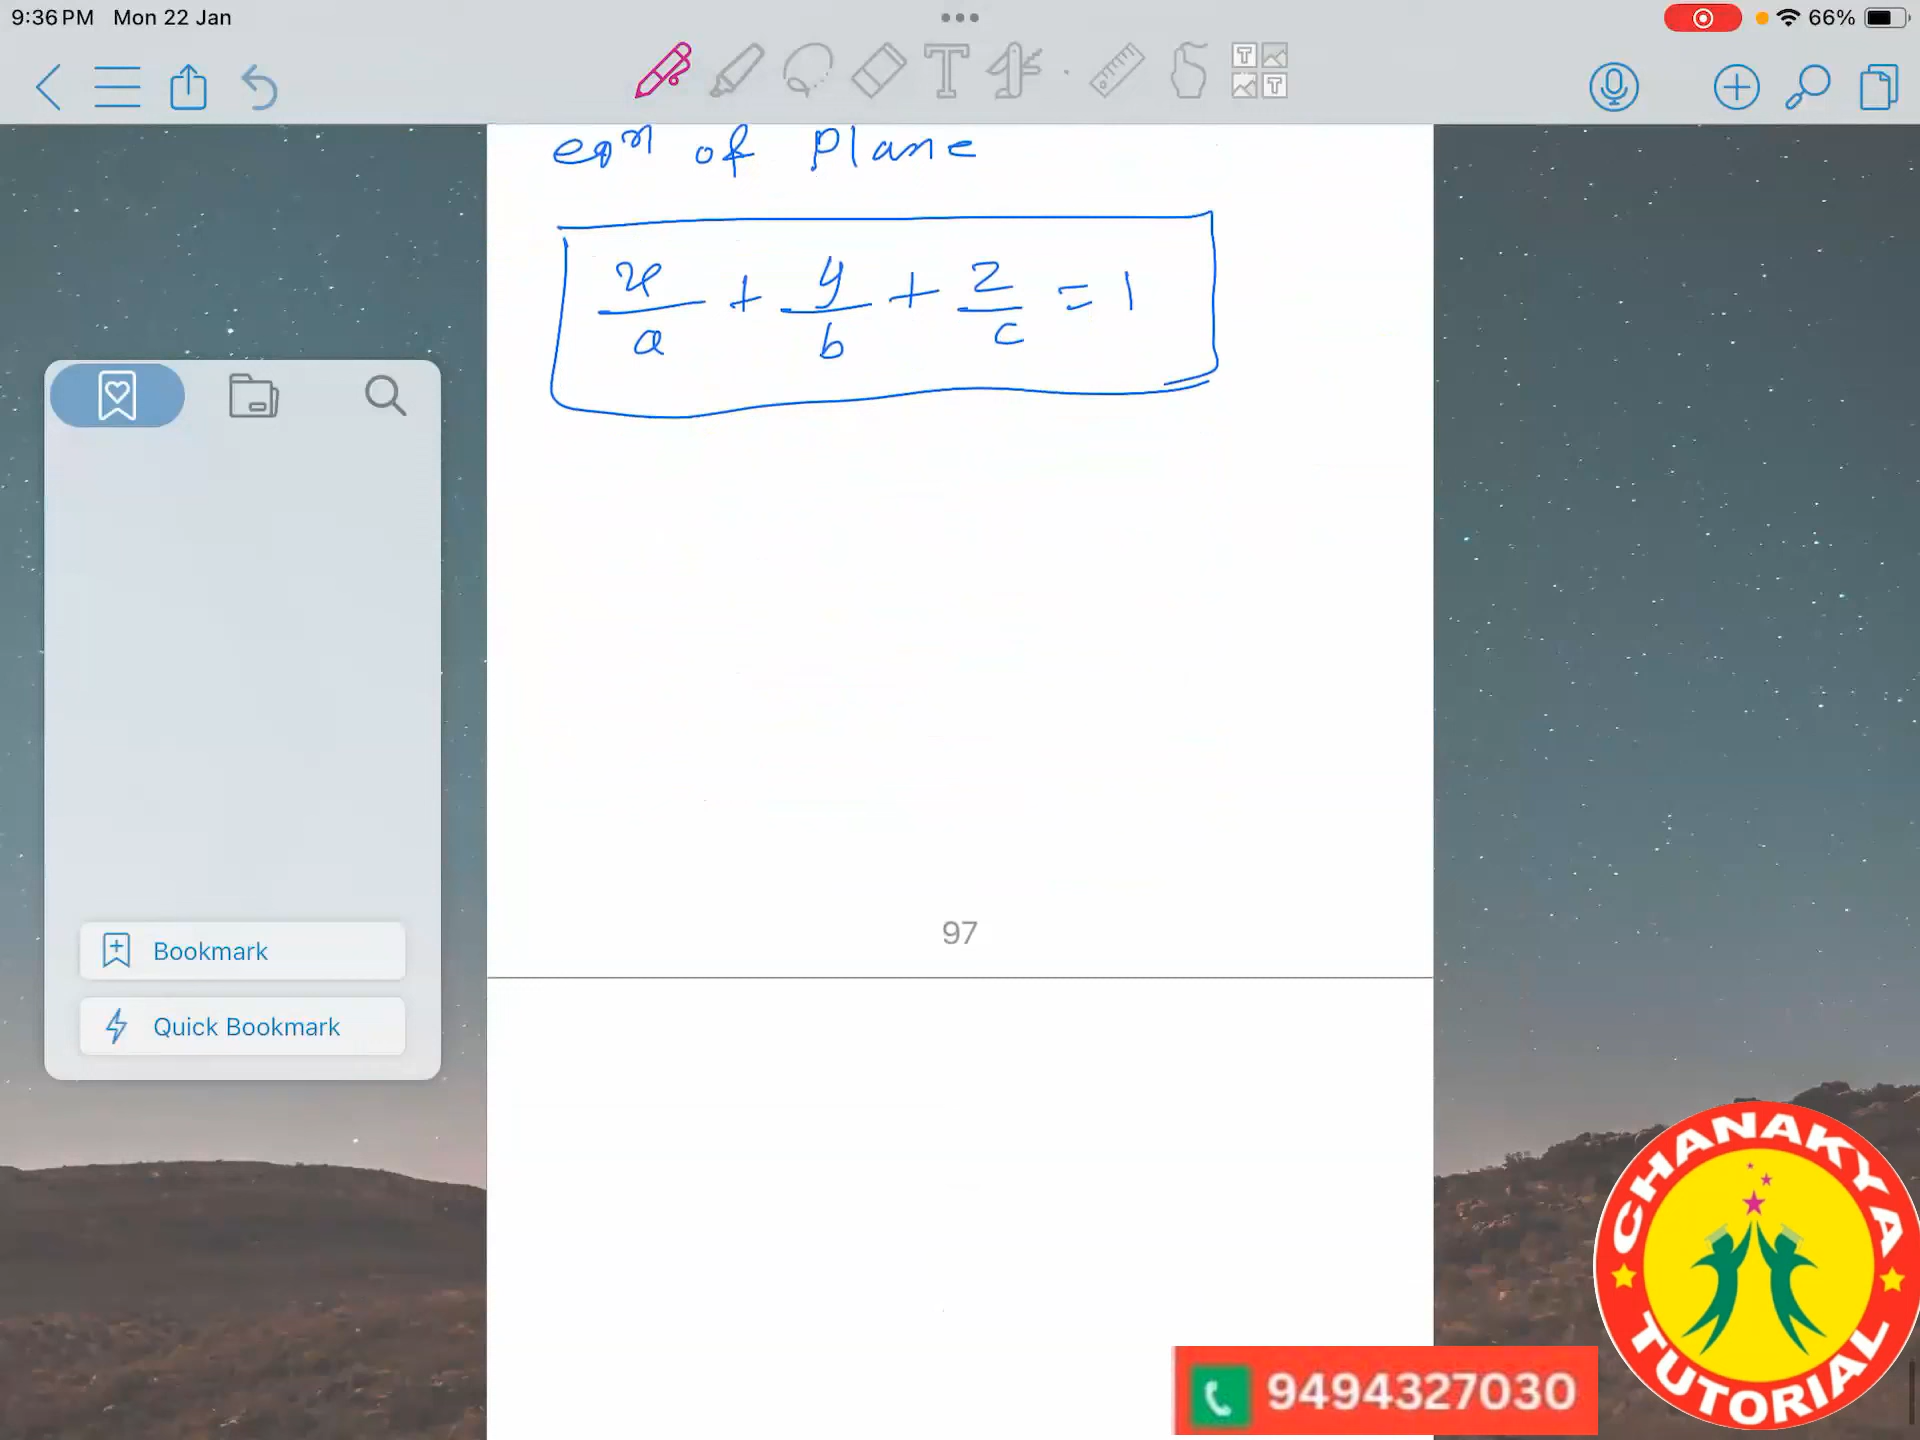 9:36 PM Mon 22 Jan
66%
eqn of Plane
x/a + y/b + z/c = 1
Bookmark
Quick Bookmark
97
CHANAKYA
TUTORIAL
9494327030